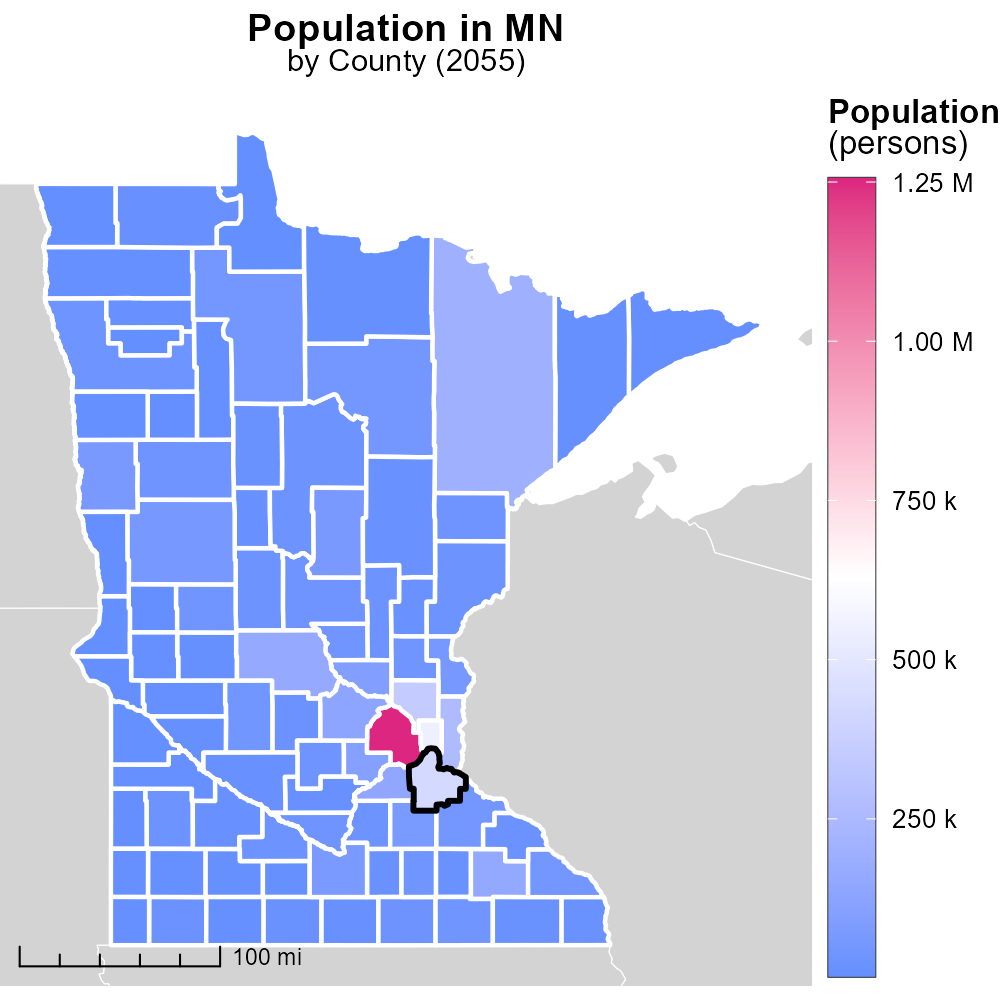 Population in MN
by County (2055)
Population
(persons)
1.25 M
1.00 M
750 k
500 k
250 k
100 mi